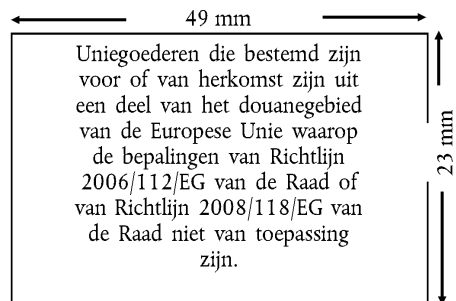 49 mm
Uniegoederen die bestemd zijn
voor of van herkomst zijn uit
een deel van het douanegebied
van de Europese Unie waarop
de bepalingen van Richtlijn
2006/112/EG van de Raad of
van Richtlijn 2008/118/EG van
de Raad niet van toepassing
zijn.
23 mm